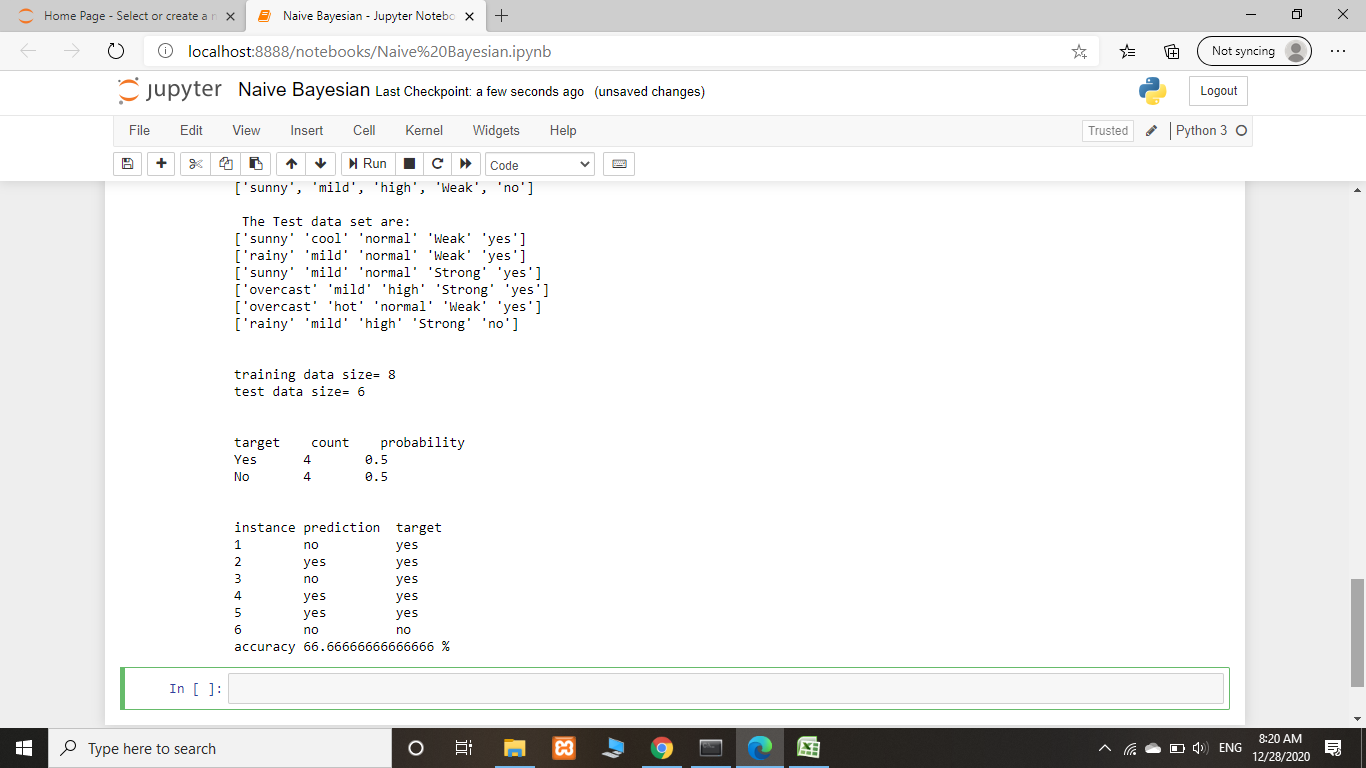 Home Page - Select or create a n
Naive Bayesian - Jupyter Notebo
localhost:8888/notebooks/Naive%20Bayesian.ipynb
Not syncing
jupyter Naive Bayesian Last Checkpoint: a few seconds ago (unsaved changes)
Logout
File Edit View Insert Cell Kernel Widgets Help
Trusted Python 3
Run Code
['sunny', 'mild', 'high', 'Weak', 'no']
The Test data set are:
['sunny' 'cool' 'normal' 'Weak' 'yes']
['rainy' 'mild' 'normal' 'Weak' 'yes']
['sunny' 'mild' 'normal' 'Strong' 'yes']
['overcast' 'mild' 'high' 'Strong' 'yes']
['overcast' 'hot' 'normal' 'Weak' 'yes']
['rainy' 'mild' 'high' 'Strong' 'no']
training data size= 8
test data size= 6
target count probability
Yes 4 0.5
No 4 0.5
instance prediction target
1 no yes
2 yes yes
3 no yes
4 yes yes
5 yes yes
6 no no
accuracy 66.66666666666666 %
In [ ]:
Type here to search
ENG
8:20 AM
12/28/2020